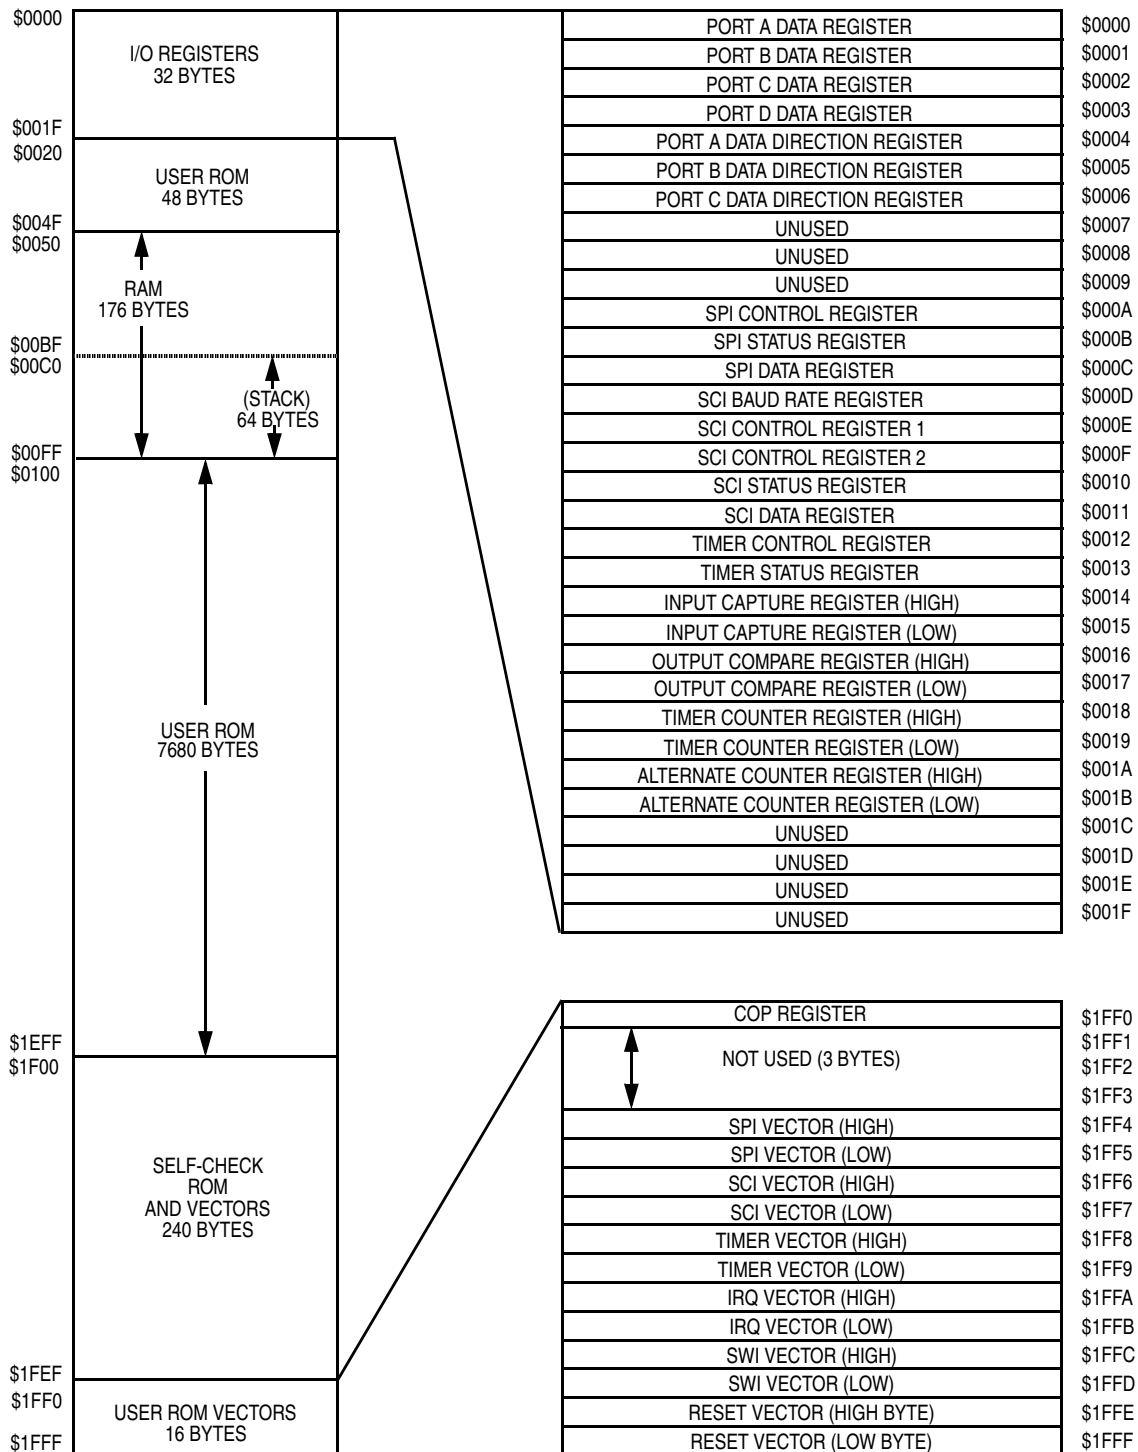 $0000
I/O REGISTERS
32 BYTES
$001F
$0020
USER ROM
48 BYTES
$004F
$0050
RAM
176 BYTES
$00BF
$00C0
(STACK)
64 BYTES
$00FF
$0100
USER ROM
7680 BYTES
$1EFF
$1F00
SELF-CHECK
ROM
AND VECTORS
240 BYTES
$1FEF
$1FF0
USER ROM VECTORS
16 BYTES
$1FFF
PORT A DATA REGISTER $0000
PORT B DATA REGISTER $0001
PORT C DATA REGISTER $0002
PORT D DATA REGISTER $0003
PORT A DATA DIRECTION REGISTER $0004
PORT B DATA DIRECTION REGISTER $0005
PORT C DATA DIRECTION REGISTER $0006
UNUSED $0007
UNUSED $0008
UNUSED $0009
SPI CONTROL REGISTER $000A
SPI STATUS REGISTER $000B
SPI DATA REGISTER $000C
SCI BAUD RATE REGISTER $000D
SCI CONTROL REGISTER 1 $000E
SCI CONTROL REGISTER 2 $000F
SCI STATUS REGISTER $0010
SCI DATA REGISTER $0011
TIMER CONTROL REGISTER $0012
TIMER STATUS REGISTER $0013
INPUT CAPTURE REGISTER (HIGH) $0014
INPUT CAPTURE REGISTER (LOW) $0015
OUTPUT COMPARE REGISTER (HIGH) $0016
OUTPUT COMPARE REGISTER (LOW) $0017
TIMER COUNTER REGISTER (HIGH) $0018
TIMER COUNTER REGISTER (LOW) $0019
ALTERNATE COUNTER REGISTER (HIGH) $001A
ALTERNATE COUNTER REGISTER (LOW) $001B
UNUSED $001C
UNUSED $001D
UNUSED $001E
UNUSED $001F
COP REGISTER $1FF0
$1FF1
NOT USED (3 BYTES) $1FF2
$1FF3
SPI VECTOR (HIGH) $1FF4
SPI VECTOR (LOW) $1FF5
SCI VECTOR (HIGH) $1FF6
SCI VECTOR (LOW) $1FF7
TIMER VECTOR (HIGH) $1FF8
TIMER VECTOR (LOW) $1FF9
IRQ VECTOR (HIGH) $1FFA
IRQ VECTOR (LOW) $1FFB
SWI VECTOR (HIGH) $1FFC
SWI VECTOR (LOW) $1FFD
RESET VECTOR (HIGH BYTE) $1FFE
RESET VECTOR (LOW BYTE) $1FFF